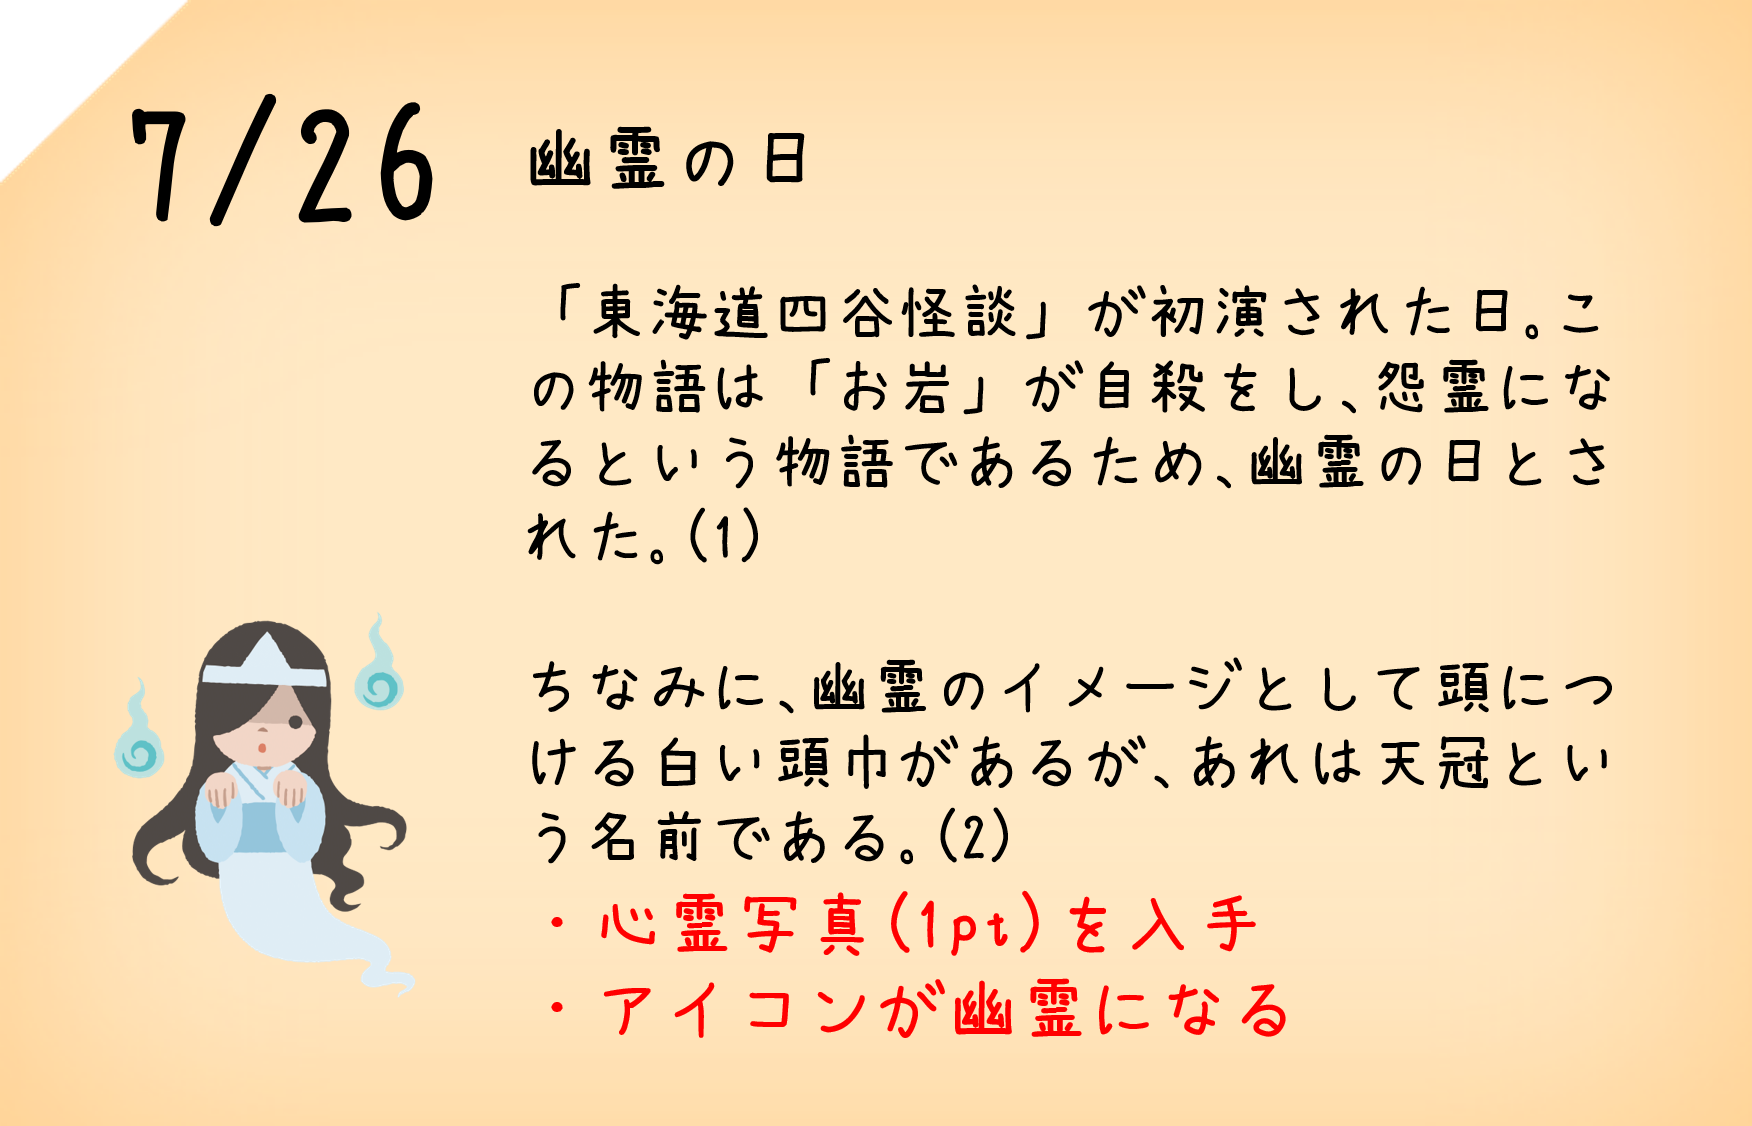 7/26
幽霊の日
「東海道四谷怪談」が初演された日。こ
の物語は「お岩」が自殺をし、怨霊にな
るという物語であるため、幽霊の日とさ
れた。(1)
ちなみに、幽霊のイメージとして頭につ
ける白い頭巾があるが、あれは天冠とい
う名前である。(2)
・心霊写真(1pt)を入手
・アイコンが幽霊になる